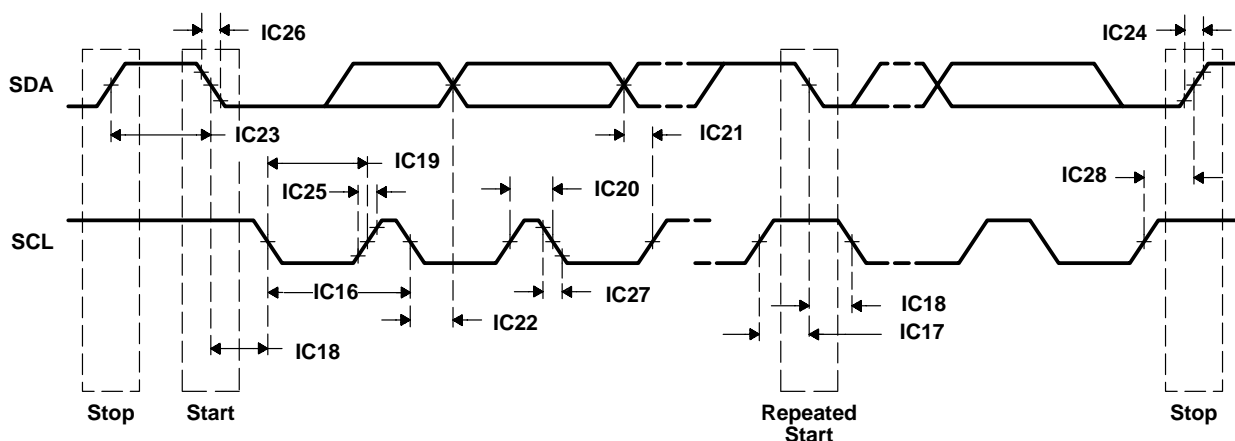 IC26
IC24
SDA
IC23
IC21
IC19
IC25
IC20
IC28
SCL
IC16
IC27
IC22
IC18
IC18
IC17
Stop
Start
Repeated
Start
Stop